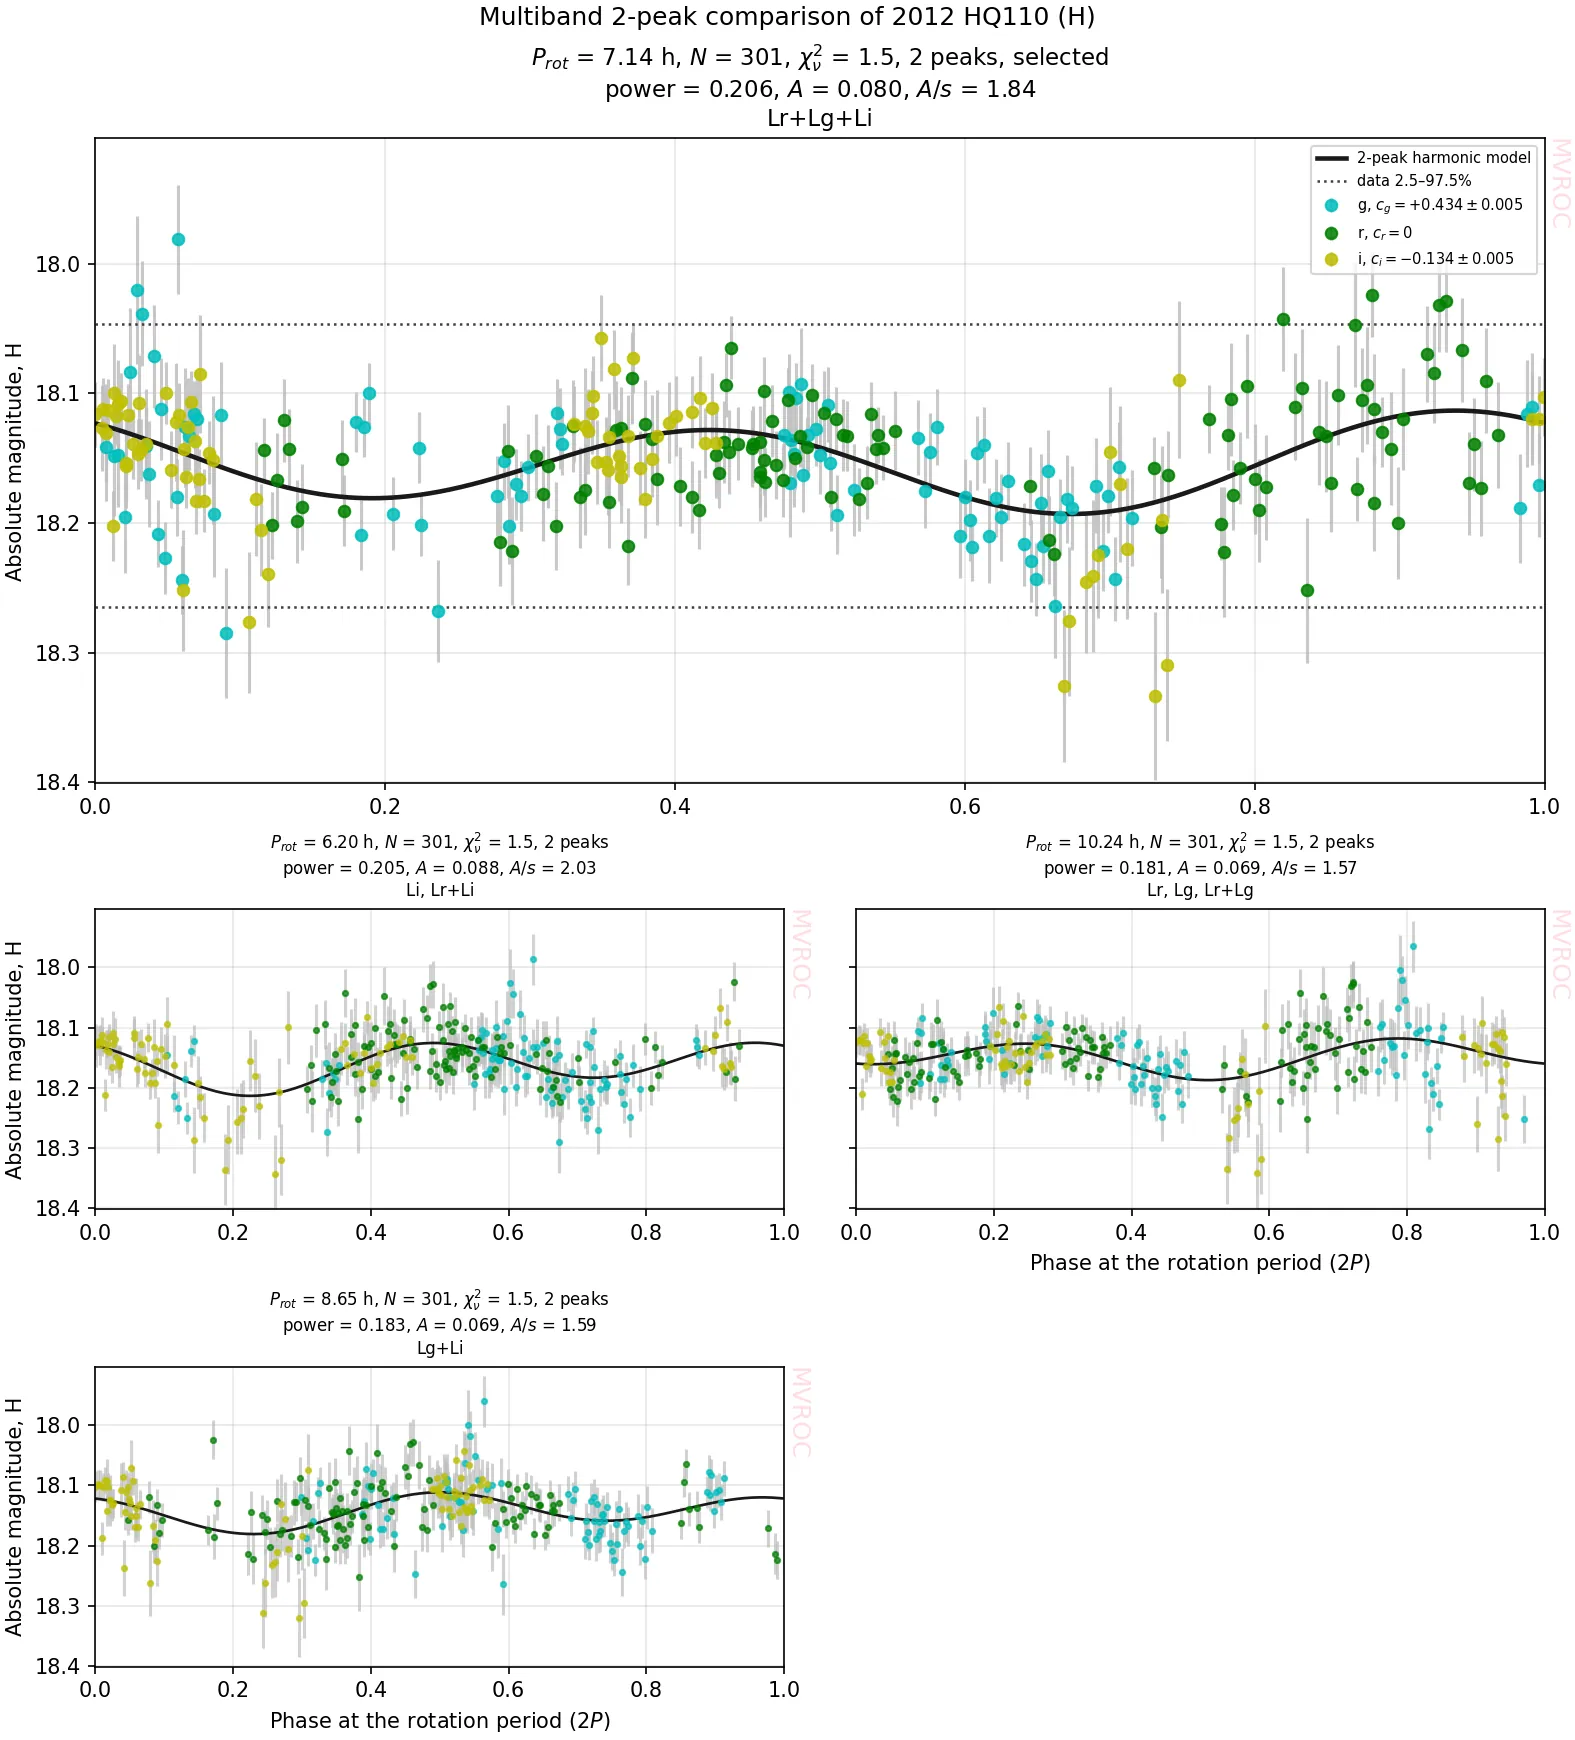 Multiband 2-peak comparison of 2012 HQ110 (H)
P_rot = 7.14 h, N = 301, χ²_ν = 1.5, 2 peaks, selected
power = 0.206, A = 0.080, A/s = 1.84
Lr+Lg+Li
2-peak harmonic model
data 2.5–97.5%
g, c_g = +0.434 ± 0.005
r, c_r = 0
i, c_i = −0.134 ± 0.005
MVROC
Absolute magnitude, H
18.0
18.1
18.2
18.3
18.4
0.0 0.2 0.4 0.6 0.8 1.0
P_rot = 6.20 h, N = 301, χ²_ν = 1.5, 2 peaks
power = 0.205, A = 0.088, A/s = 2.03
Li, Lr+Li
MVROC
Absolute magnitude, H
18.0
18.1
18.2
18.3
18.4
0.0 0.2 0.4 0.6 0.8 1.0
P_rot = 10.24 h, N = 301, χ²_ν = 1.5, 2 peaks
power = 0.181, A = 0.069, A/s = 1.57
Lr, Lg, Lr+Lg
MVROC
0.0 0.2 0.4 0.6 0.8 1.0
Phase at the rotation period (2P)
P_rot = 8.65 h, N = 301, χ²_ν = 1.5, 2 peaks
power = 0.183, A = 0.069, A/s = 1.59
Lg+Li
MVROC
Absolute magnitude, H
18.0
18.1
18.2
18.3
18.4
0.0 0.2 0.4 0.6 0.8 1.0
Phase at the rotation period (2P)